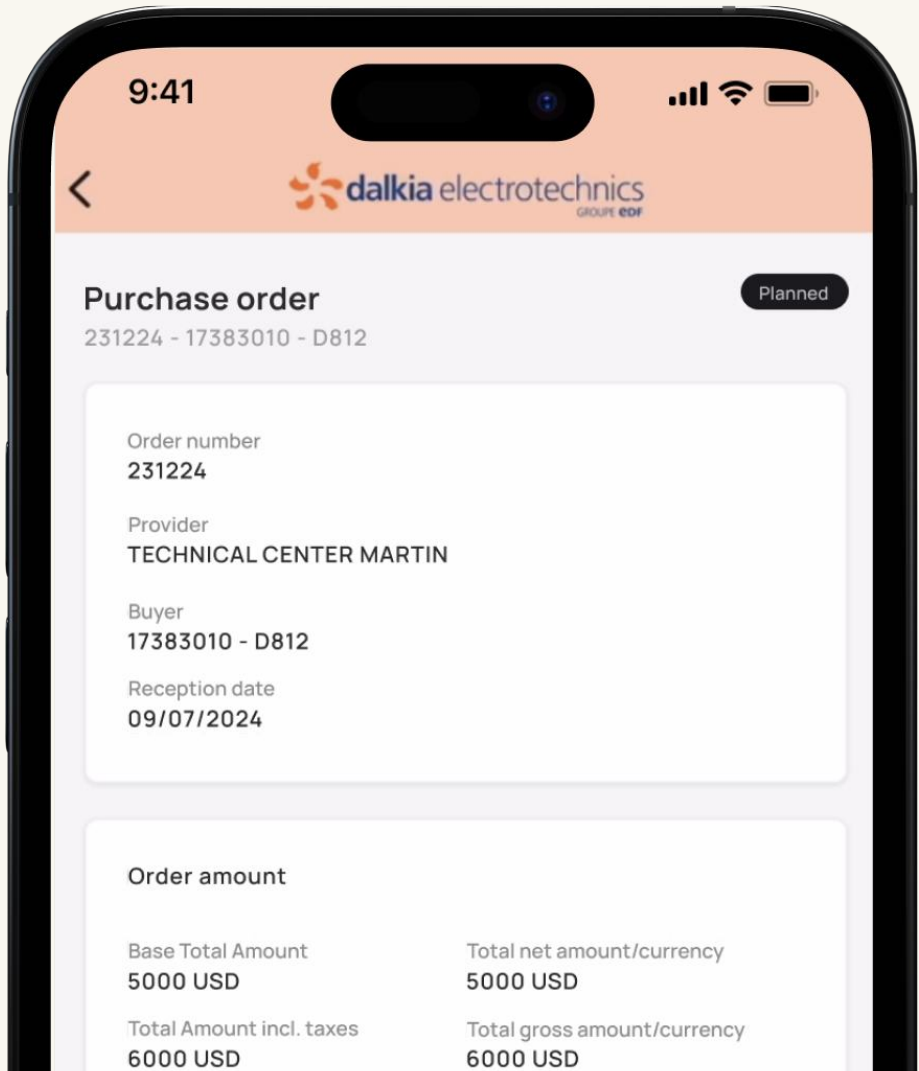 9:41
dalkia electrotechnics
GROUPE EDF
Purchase order
Planned
231224 - 17383010 - D812
Order number
231224
Provider
TECHNICAL CENTER MARTIN
Buyer
17383010 - D812
Reception date
09/07/2024
Order amount
Base Total Amount
5000 USD
Total net amount/currency
5000 USD
Total Amount incl. taxes
6000 USD
Total gross amount/currency
6000 USD